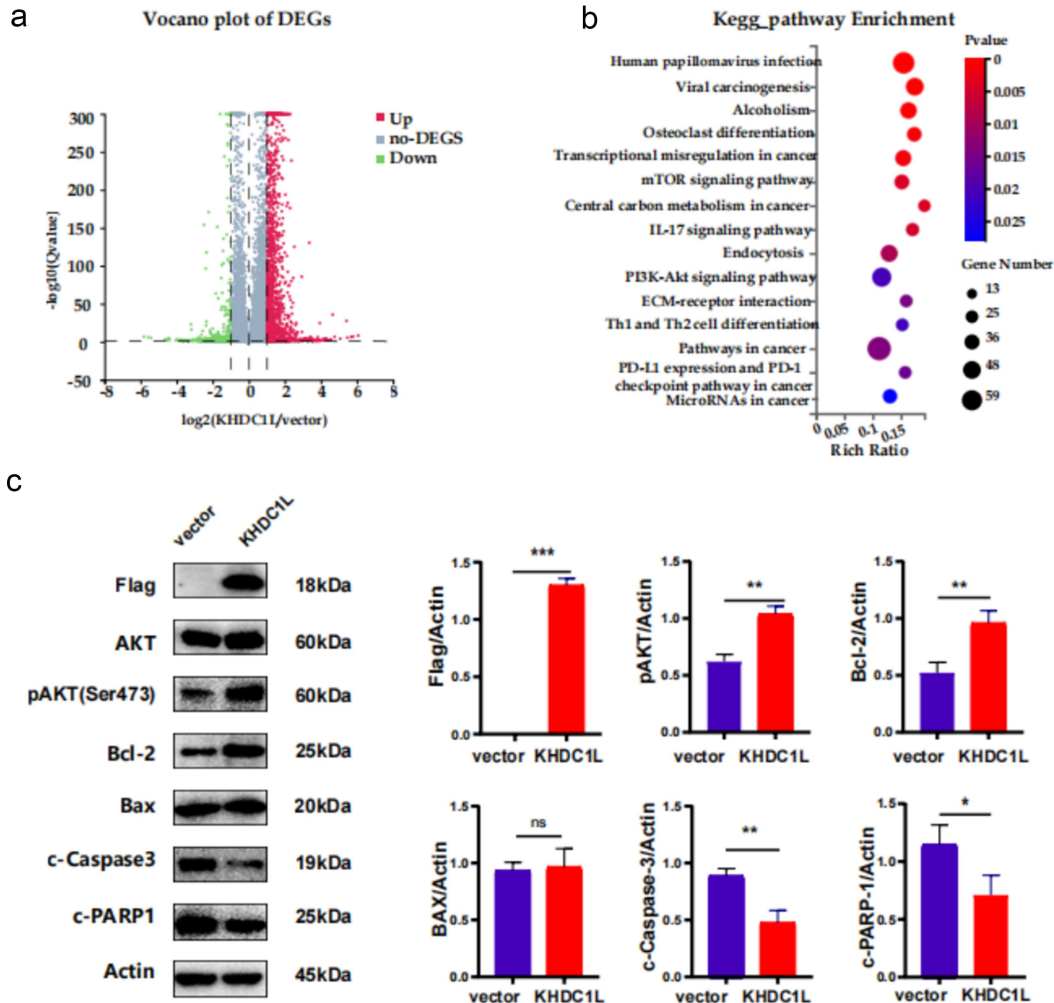 a
Vocano plot of DEGs
300
250
200
150
100
50
0
-50
-log10(Qvalue)
-8 -6 -4 -2 0 2 4 6 8
log2(KHDC1L/vector)
Up
no-DEGS
Down
b
Kegg_pathway Enrichment
Human papillomavirus infection
Viral carcinogenesis
Alcoholism
Osteoclast differentiation
Transcriptional misregulation in cancer
mTOR signaling pathway
Central carbon metabolism in cancer
IL-17 signaling pathway
Endocytosis
PI3K-Akt signaling pathway
ECM-receptor interaction
Th1 and Th2 cell differentiation
Pathways in cancer
PD-L1 expression and PD-1
checkpoint pathway in cancer
MicroRNAs in cancer
0 0.05 0.1 0.15
Rich Ratio
Pvalue
0
0.005
0.01
0.015
0.02
0.025
Gene Number
13
25
36
48
59
c
vector KHDC1L
Flag 18kDa
AKT 60kDa
pAKT(Ser473) 60kDa
Bcl-2 25kDa
Bax 20kDa
c-Caspase3 19kDa
c-PARP1 25kDa
Actin 45kDa
Flag/Actin
1.5
1.0
0.5
0.0
***
vector KHDC1L
pAKT/Actin
1.5
1.0
0.5
0.0
**
vector KHDC1L
Bcl-2/Actin
1.5
1.0
0.5
0.0
**
vector KHDC1L
BAX/Actin
1.5
1.0
0.5
0.0
ns
vector KHDC1L
c-Caspase-3/Actin
1.5
1.0
0.5
0.0
**
vector KHDC1L
c-PARP-1/Actin
1.5
1.0
0.5
0.0
*
vector KHDC1L